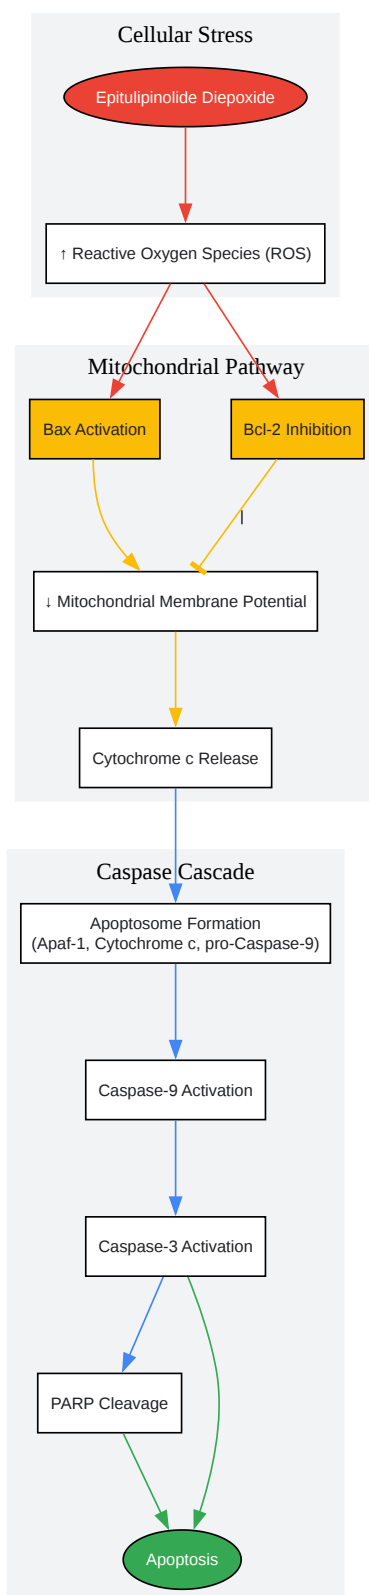 Cellular Stress
Epitulipinolide Diepoxide
↑ Reactive Oxygen Species (ROS)
Mitochondrial Pathway
Bax Activation
Bcl-2 Inhibition
|
↓ Mitochondrial Membrane Potential
Cytochrome c Release
Caspase Cascade
Apoptosome Formation
(Apaf-1, Cytochrome c, pro-Caspase-9)
Caspase-9 Activation
Caspase-3 Activation
PARP Cleavage
Apoptosis